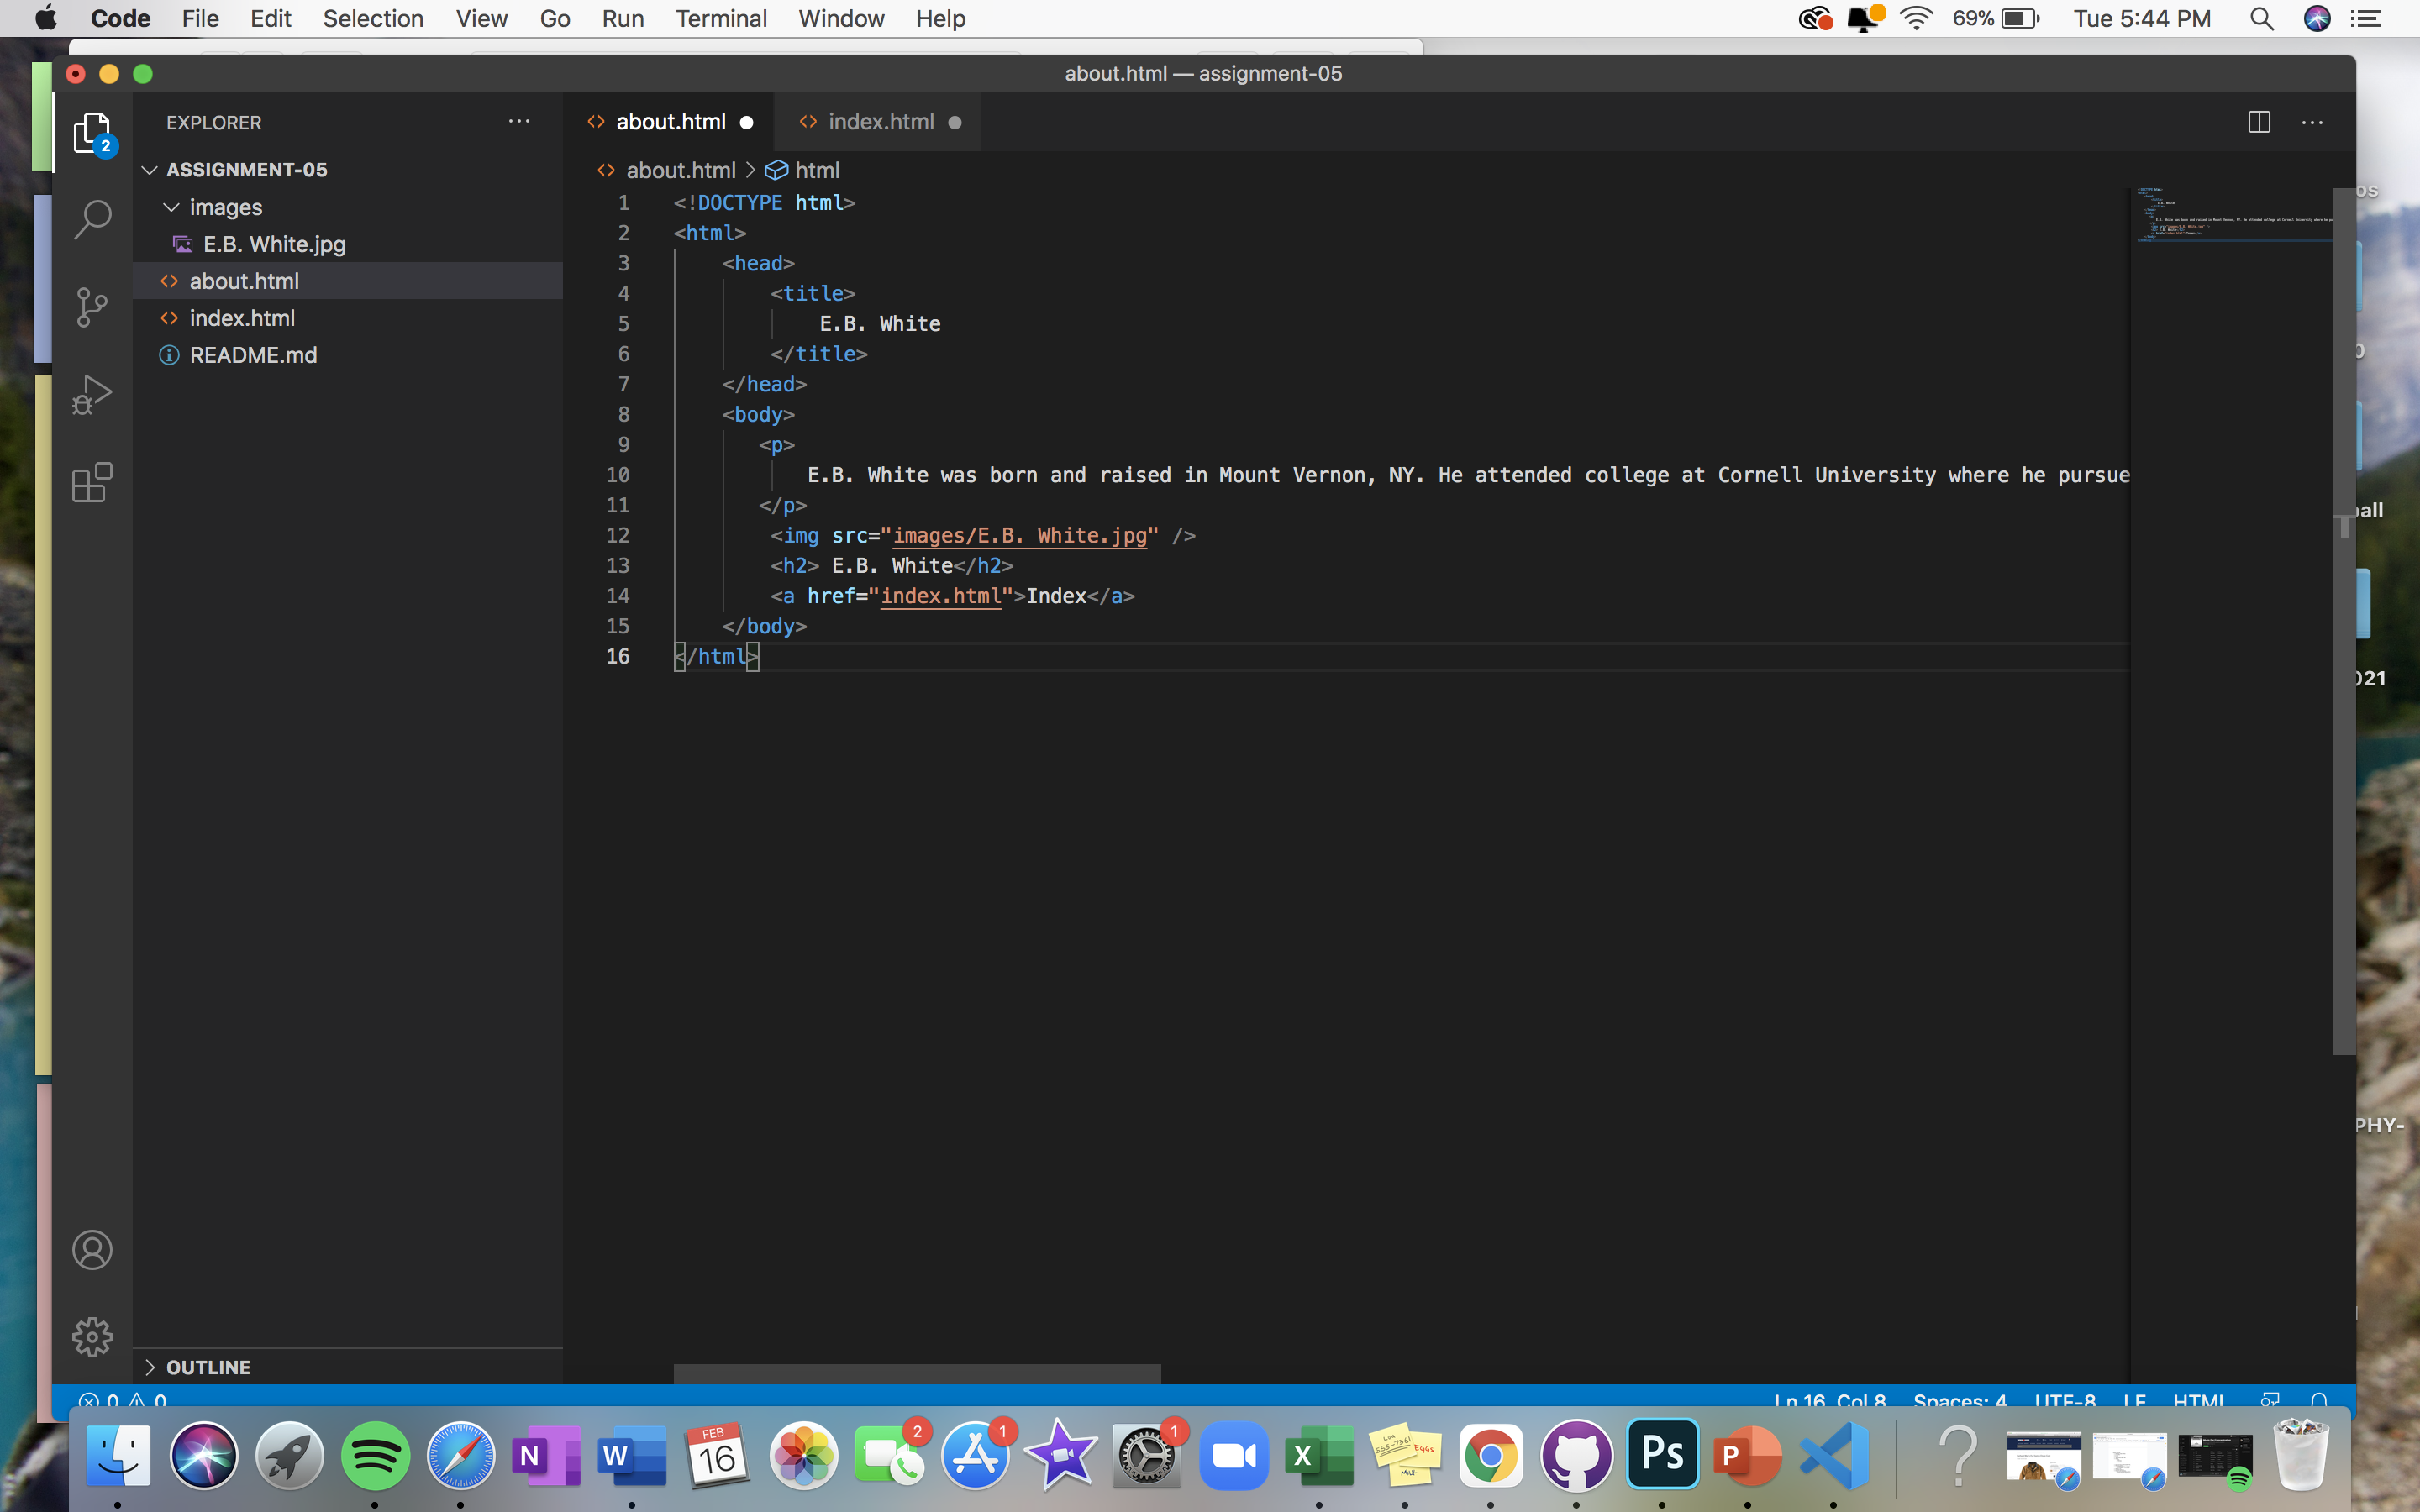 Code File Edit Selection View Go Run Terminal Window Help 69% Tue 5:44 PM
about.html — assignment-05
EXPLORER
2
about.html
index.html
ASSIGNMENT-05
images
E.B. White.jpg
about.html
index.html
README.md
about.html > html
1 <!DOCTYPE html>
2 <html>
3 <head>
4 <title>
5 E.B. White
6 </title>
7 </head>
8 <body>
9 <p>
10 E.B. White was born and raised in Mount Vernon, NY. He attended college at Cornell University where he pursue
11 </p>
12 <img src="images/E.B. White.jpg" />
13 <h2> E.B. White</h2>
14 <a href="index.html">Index</a>
15 </body>
16 </html>
os
0
ball
021
PHY-
OUTLINE
0 0
Ln 16, Col 8 Spaces: 4 UTF-8 LF HTML
N
W
FEB
16
2
1
1
X
EGGS
MILK
Ps
P
?